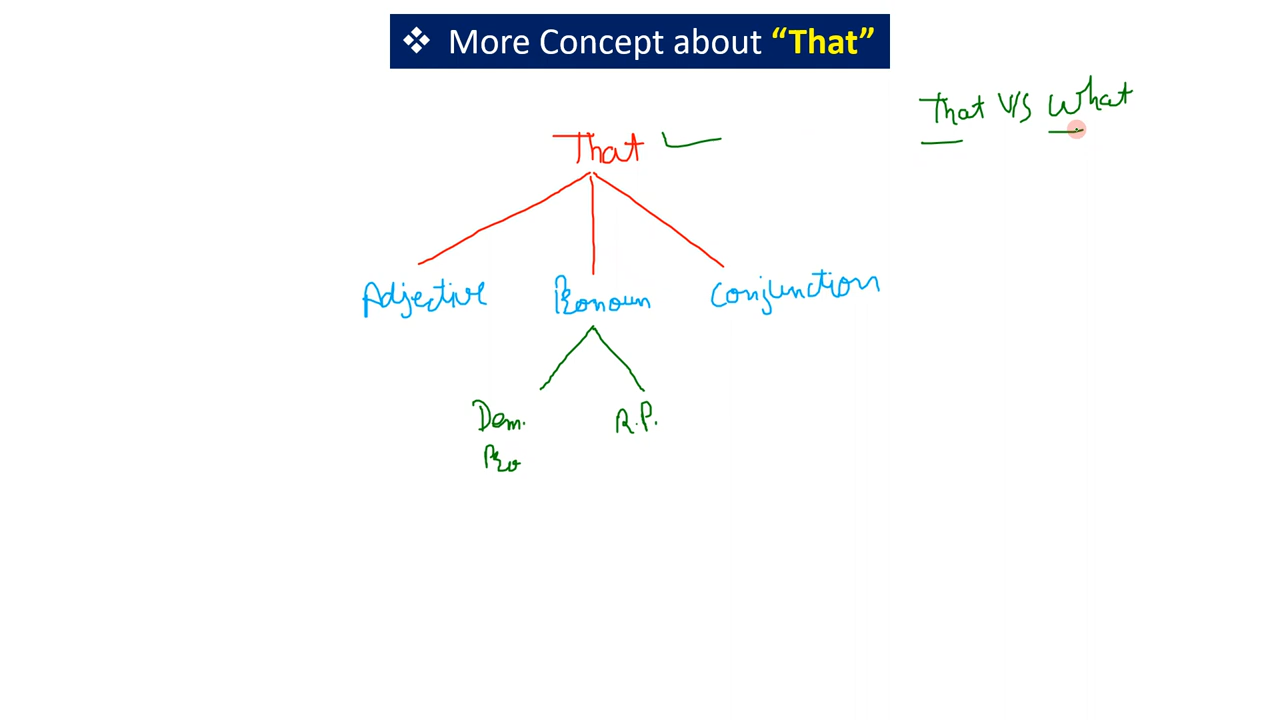 ❖ More Concept about “That”
That V/S What
That
Adjective Pronoun Conjunction
Dem. R.P.
Pro